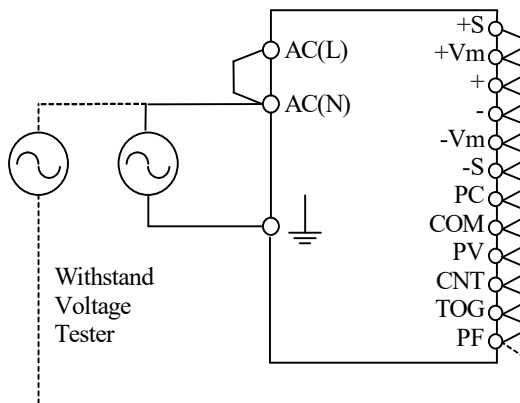 AC(L)
AC(N)
Withstand
Voltage
Tester
+S
+Vm
+
-
-Vm
-S
PC
COM
PV
CNT
TOG
PF